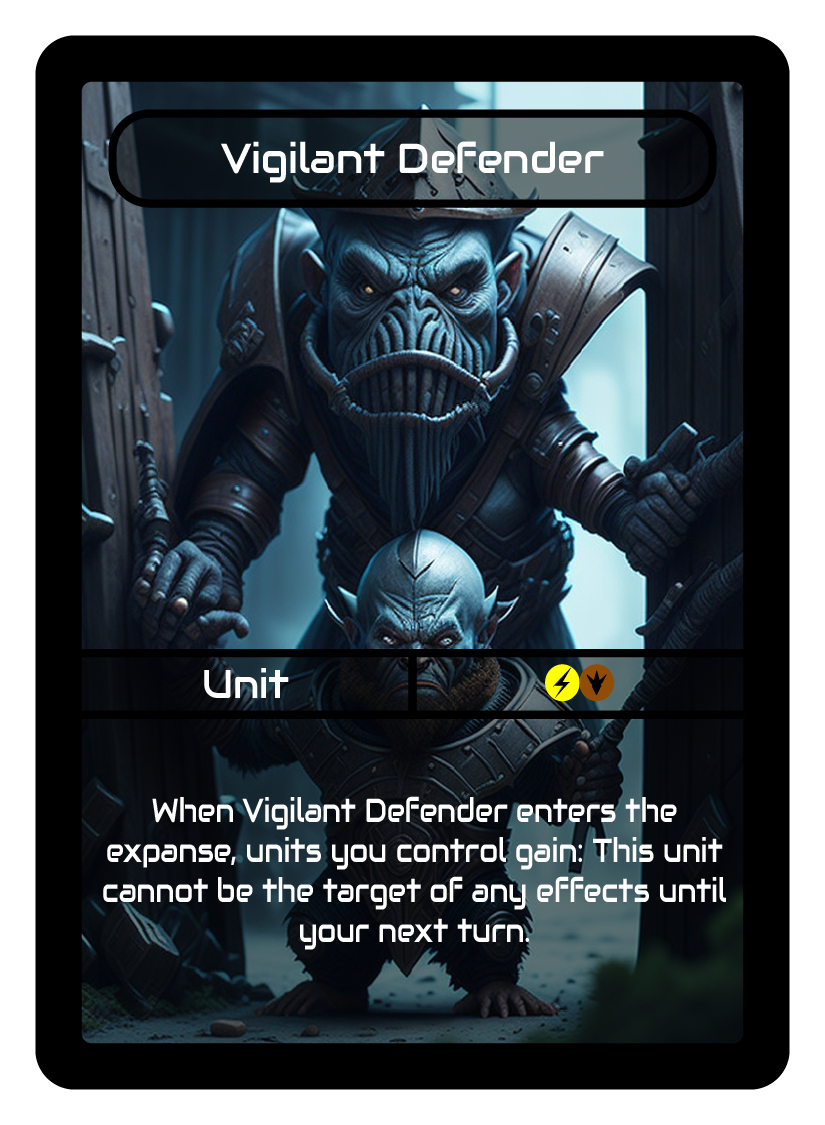 Vigilant Defender
Unit
When Vigilant Defender enters the
expanse, units you control gain: This unit
cannot be the target of any effects until
your next turn.